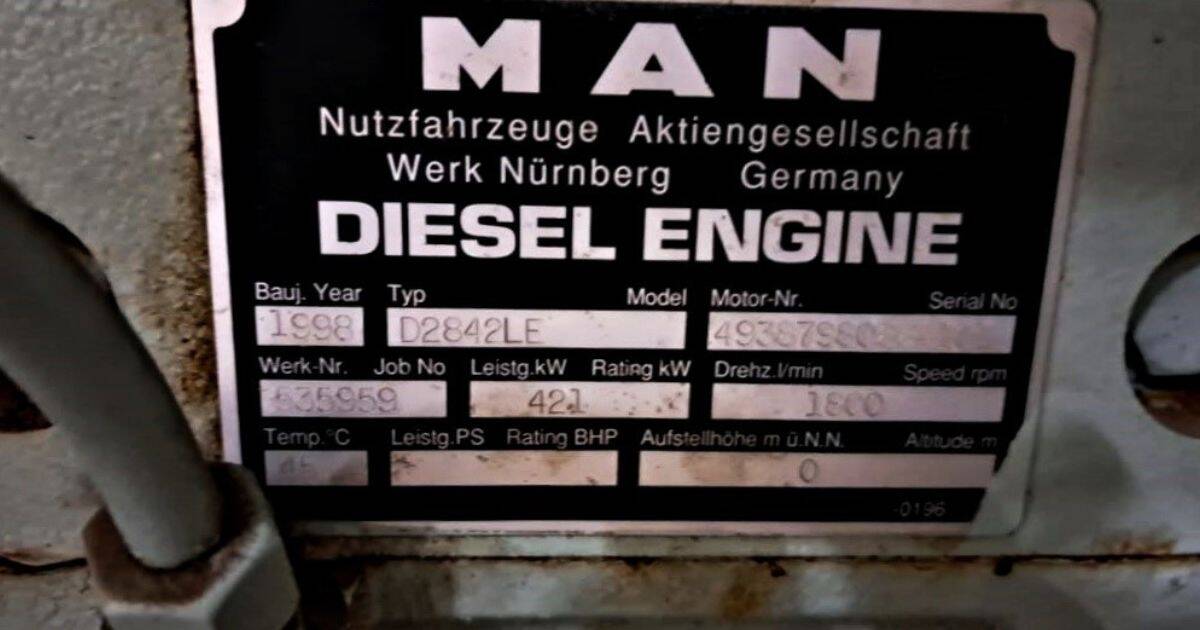 MAN
Nutzfahrzeuge Aktiengesellschaft
Werk Nürnberg Germany
DIESEL ENGINE
Bauj. Year Typ Model Motor-Nr. Serial No
1998 D2842LE
Werk-Nr. Job No Leistg.kW Rating kW Drehz.l/min Speed rpm
421 1800
Temp.°C Leistg.PS Rating BHP Aufstellhöhe m ü.N.N. Altitude m
45 0
-0196